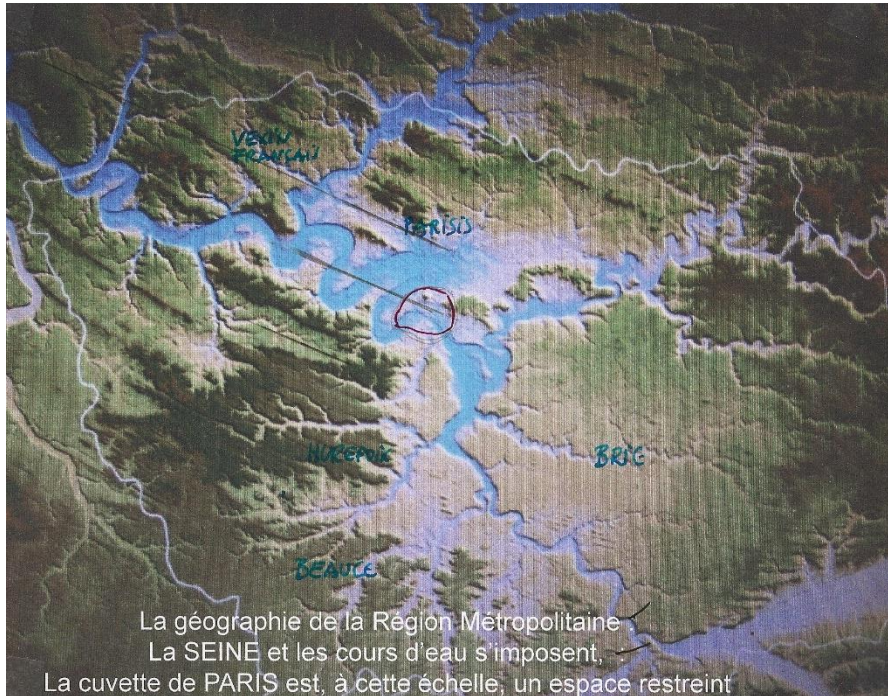 VEXIN
FRANÇAIS
PARISIS
HUREPOIX
BRIE
BEAUCE
La géographie de la Région Métropolitaine
La SEINE et les cours d'eau s'imposent,
La cuvette de PARIS est, à cette échelle, un espace restreint